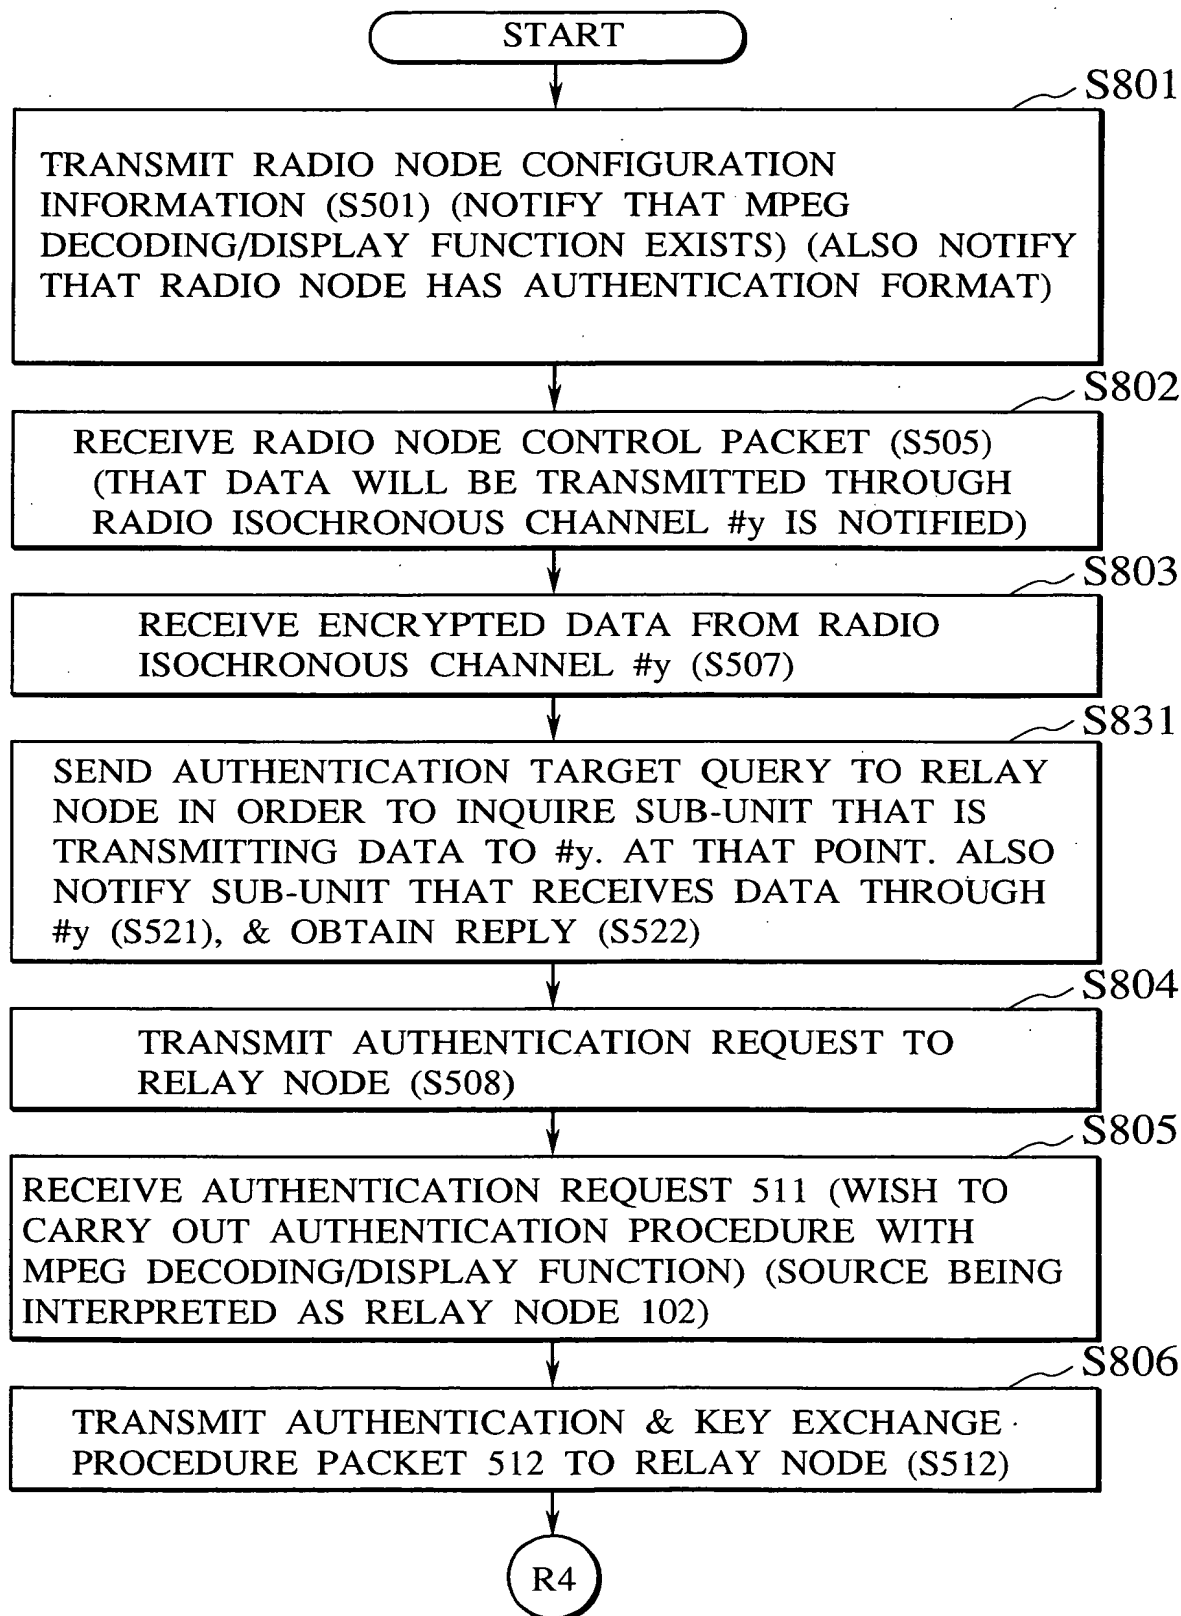 START
S801
TRANSMIT RADIO NODE CONFIGURATION
INFORMATION (S501) (NOTIFY THAT MPEG
DECODING/DISPLAY FUNCTION EXISTS) (ALSO NOTIFY
THAT RADIO NODE HAS AUTHENTICATION FORMAT)
S802
RECEIVE RADIO NODE CONTROL PACKET (S505)
(THAT DATA WILL BE TRANSMITTED THROUGH
RADIO ISOCHRONOUS CHANNEL #y IS NOTIFIED)
S803
RECEIVE ENCRYPTED DATA FROM RADIO
ISOCHRONOUS CHANNEL #y (S507)
S831
SEND AUTHENTICATION TARGET QUERY TO RELAY
NODE IN ORDER TO INQUIRE SUB-UNIT THAT IS
TRANSMITTING DATA TO #y. AT THAT POINT. ALSO
NOTIFY SUB-UNIT THAT RECEIVES DATA THROUGH
#y (S521), & OBTAIN REPLY (S522)
S804
TRANSMIT AUTHENTICATION REQUEST TO
RELAY NODE (S508)
S805
RECEIVE AUTHENTICATION REQUEST 511 (WISH TO
CARRY OUT AUTHENTICATION PROCEDURE WITH
MPEG DECODING/DISPLAY FUNCTION) (SOURCE BEING
INTERPRETED AS RELAY NODE 102)
S806
TRANSMIT AUTHENTICATION & KEY EXCHANGE
PROCEDURE PACKET 512 TO RELAY NODE (S512)
R4